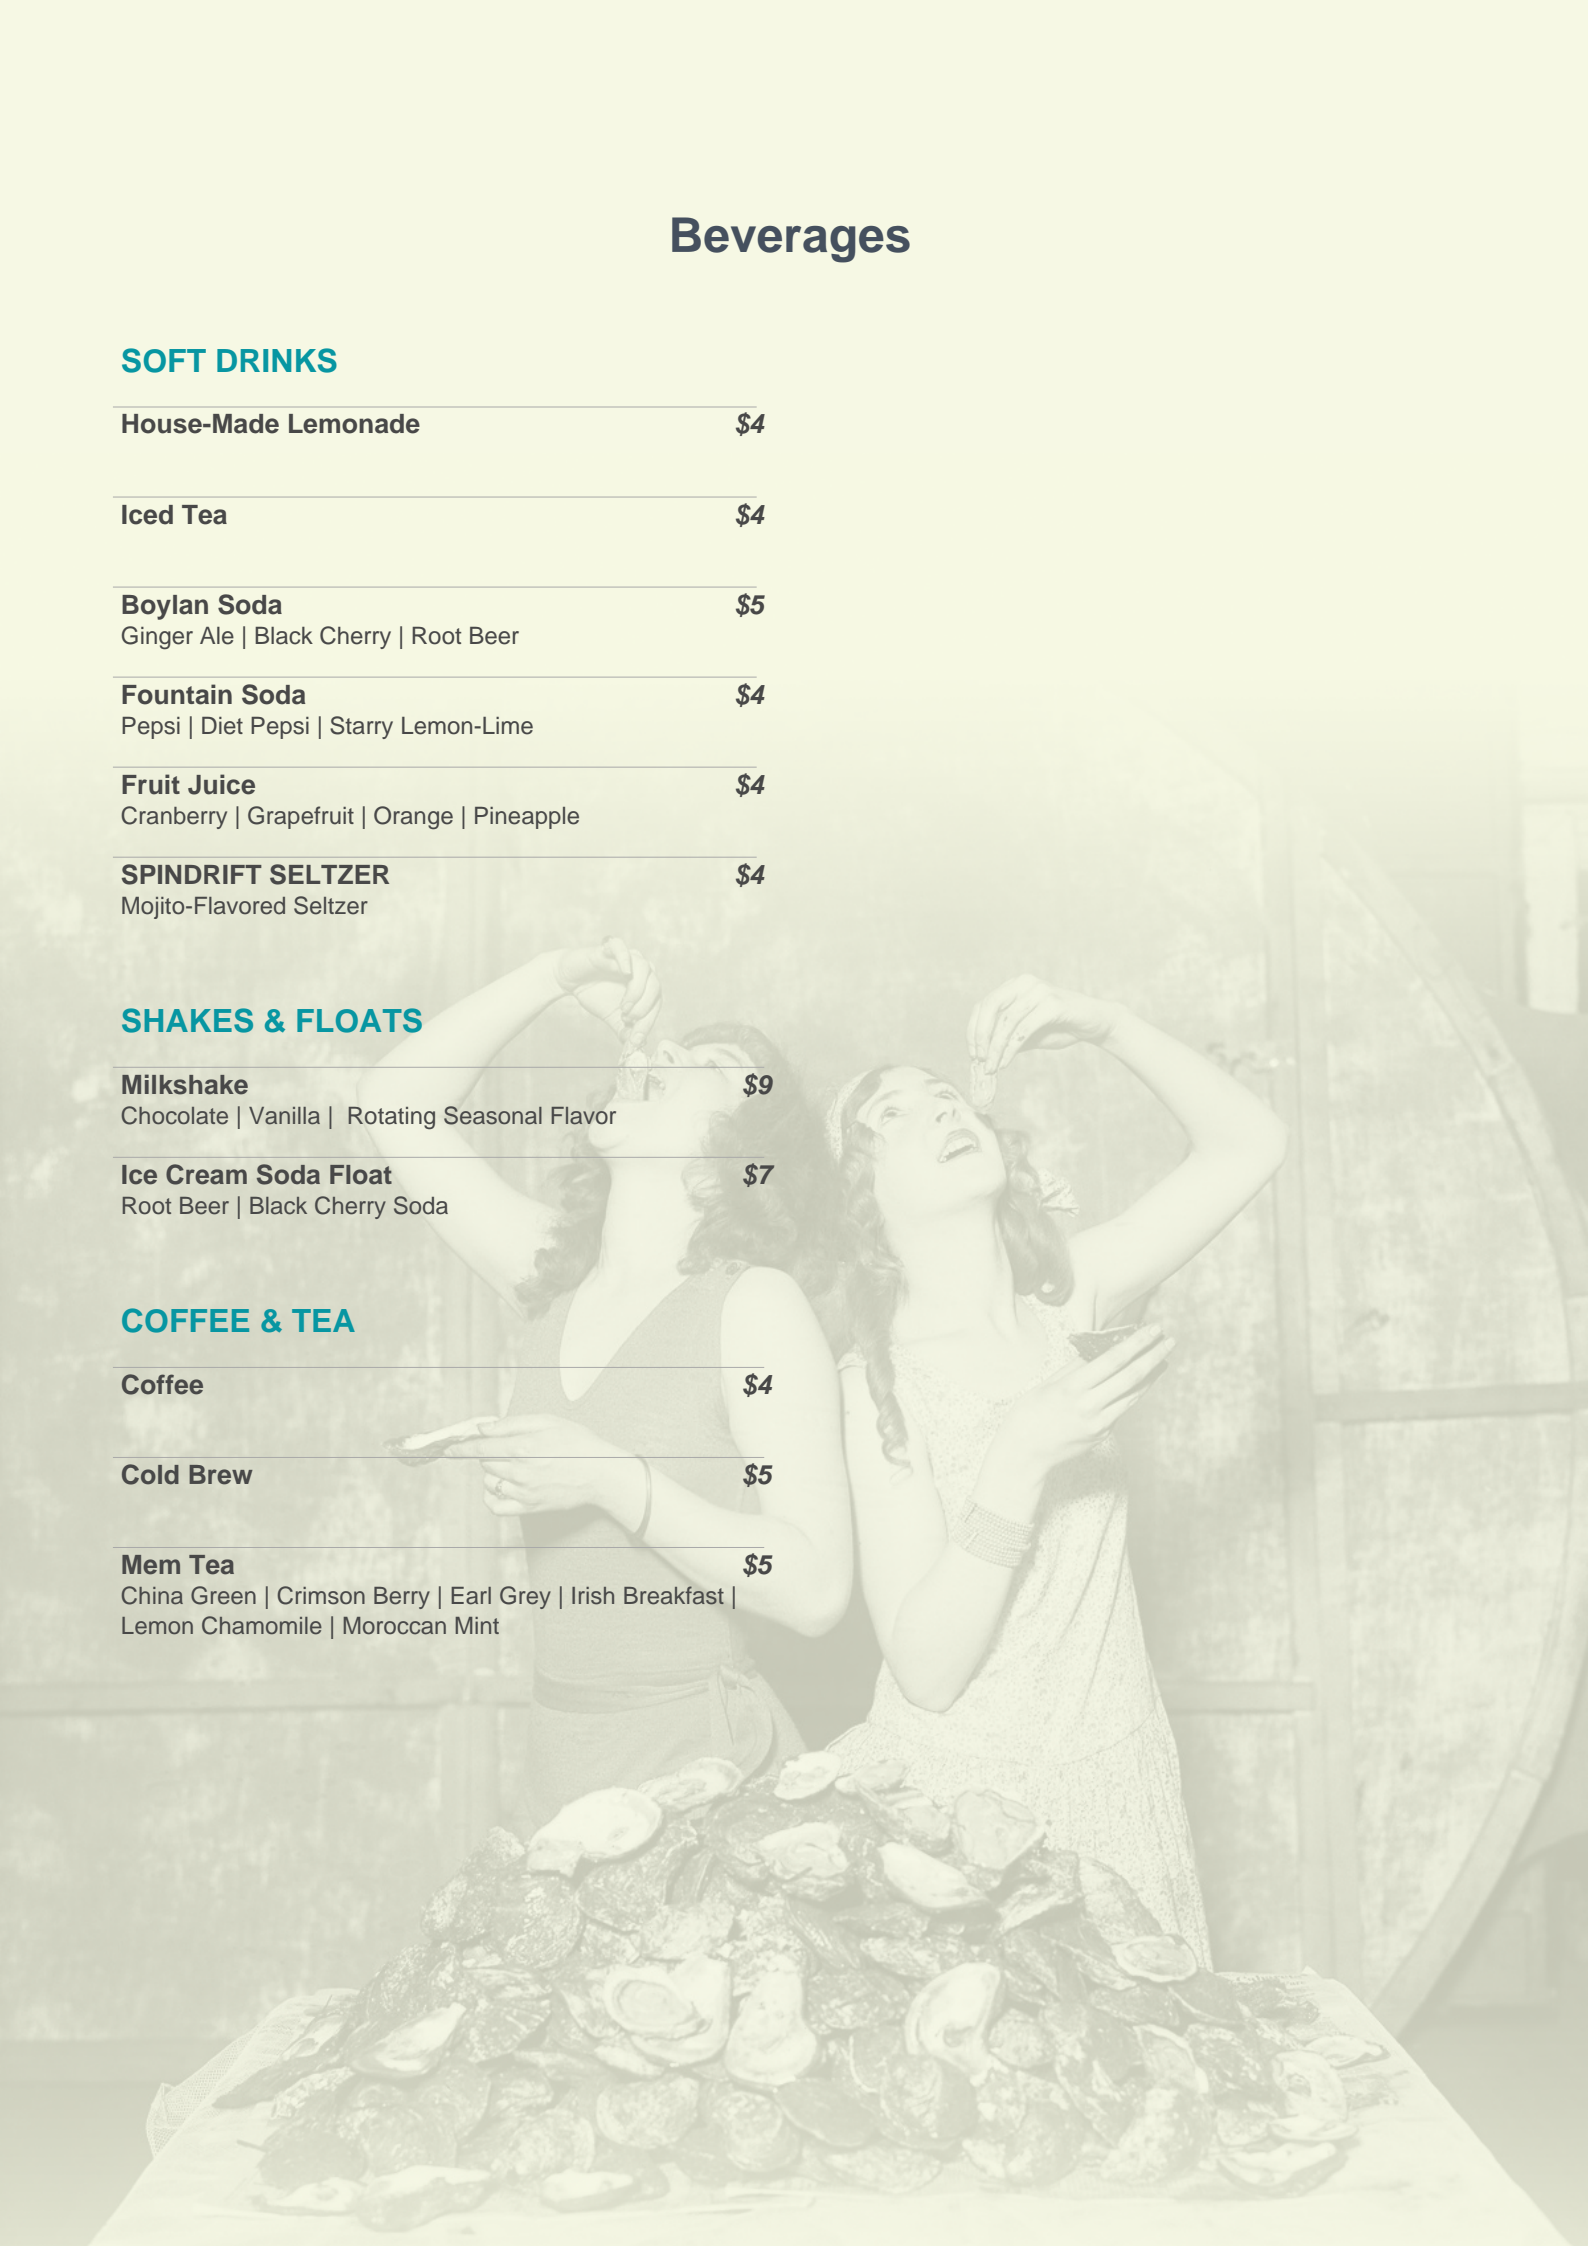 Beverages
SOFT DRINKS
House-Made Lemonade $4
Iced Tea $4
Boylan Soda $5
Ginger Ale | Black Cherry | Root Beer
Fountain Soda $4
Pepsi | Diet Pepsi | Starry Lemon-Lime
Fruit Juice $4
Cranberry | Grapefruit | Orange | Pineapple
SPINDRIFT SELTZER $4
Mojito-Flavored Seltzer
SHAKES & FLOATS
Milkshake $9
Chocolate | Vanilla |  Rotating Seasonal Flavor
Ice Cream Soda Float $7
Root Beer | Black Cherry Soda
COFFEE & TEA
Coffee $4
Cold Brew $5
Mem Tea $5
China Green | Crimson Berry | Earl Grey | Irish Breakfast |
Lemon Chamomile | Moroccan Mint